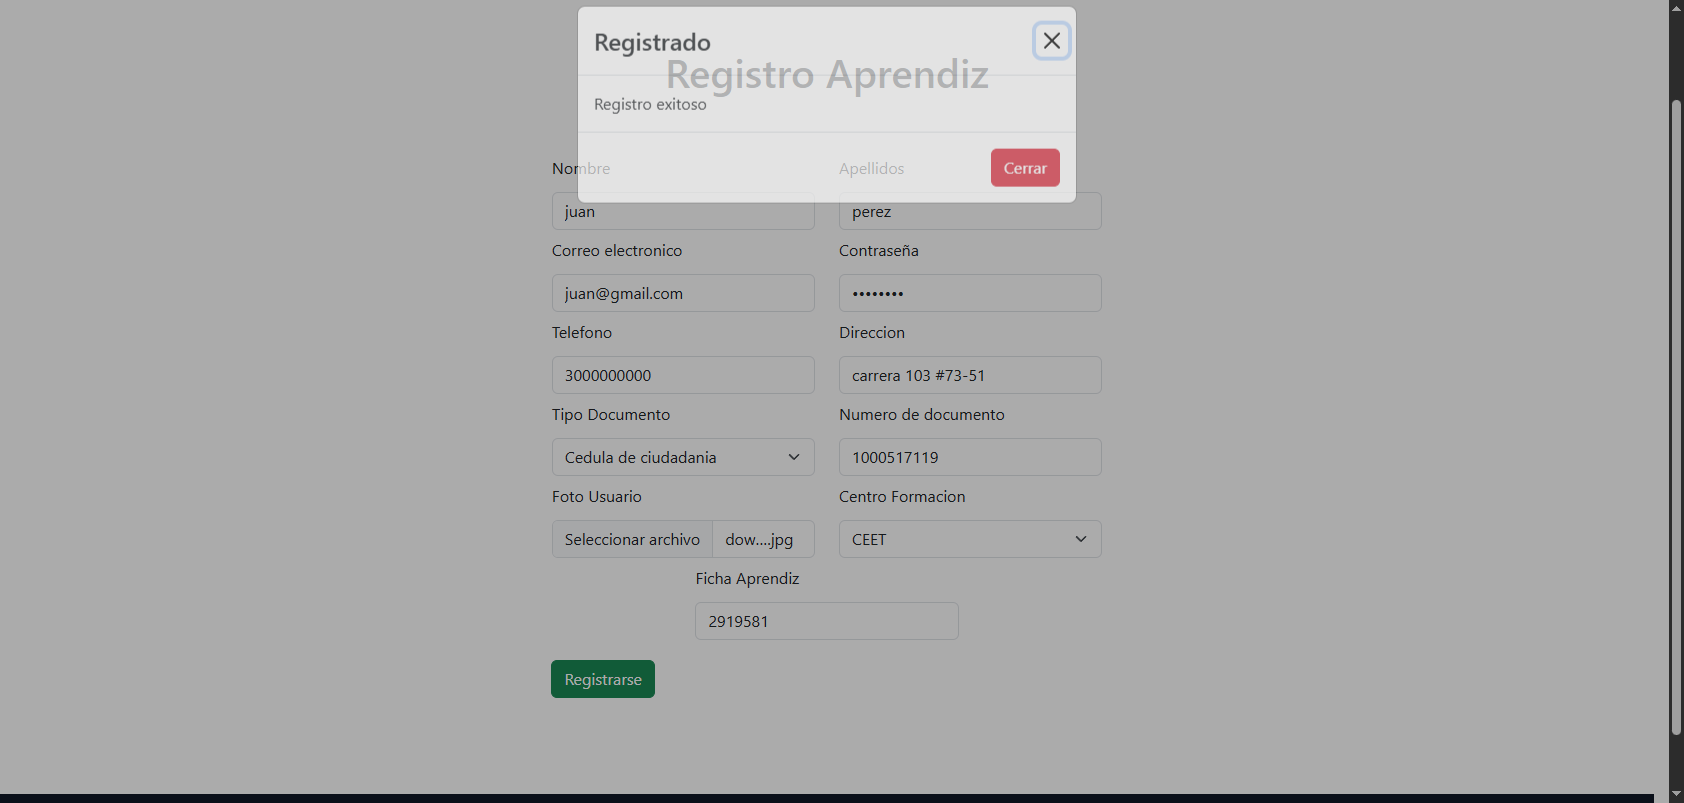 Registrado
Registro Aprendiz
Registro exitoso
Cerrar
Nombre
Apellidos
juan
perez
Correo electronico
Contraseña
juan@gmail.com
••••••••
Telefono
Direccion
3000000000
carrera 103 #73-51
Tipo Documento
Numero de documento
Cedula de ciudadania
1000517119
Foto Usuario
Centro Formacion
Seleccionar archivo
dow....jpg
CEET
Ficha Aprendiz
2919581
Registrarse